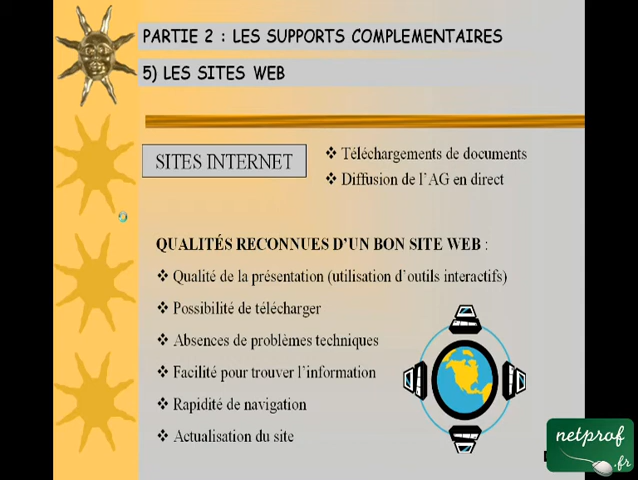 PARTIE 2 : LES SUPPORTS COMPLEMENTAIRES
5) LES SITES WEB
SITES INTERNET
❖ Téléchargements de documents
❖ Diffusion de l'AG en direct
QUALITÉS RECONNUES D'UN BON SITE WEB :
❖ Qualité de la présentation (utilisation d'outils interactifs)
❖ Possibilité de télécharger
❖ Absences de problèmes techniques
❖ Facilité pour trouver l'information
❖ Rapidité de navigation
❖ Actualisation du site
netprof
.fr